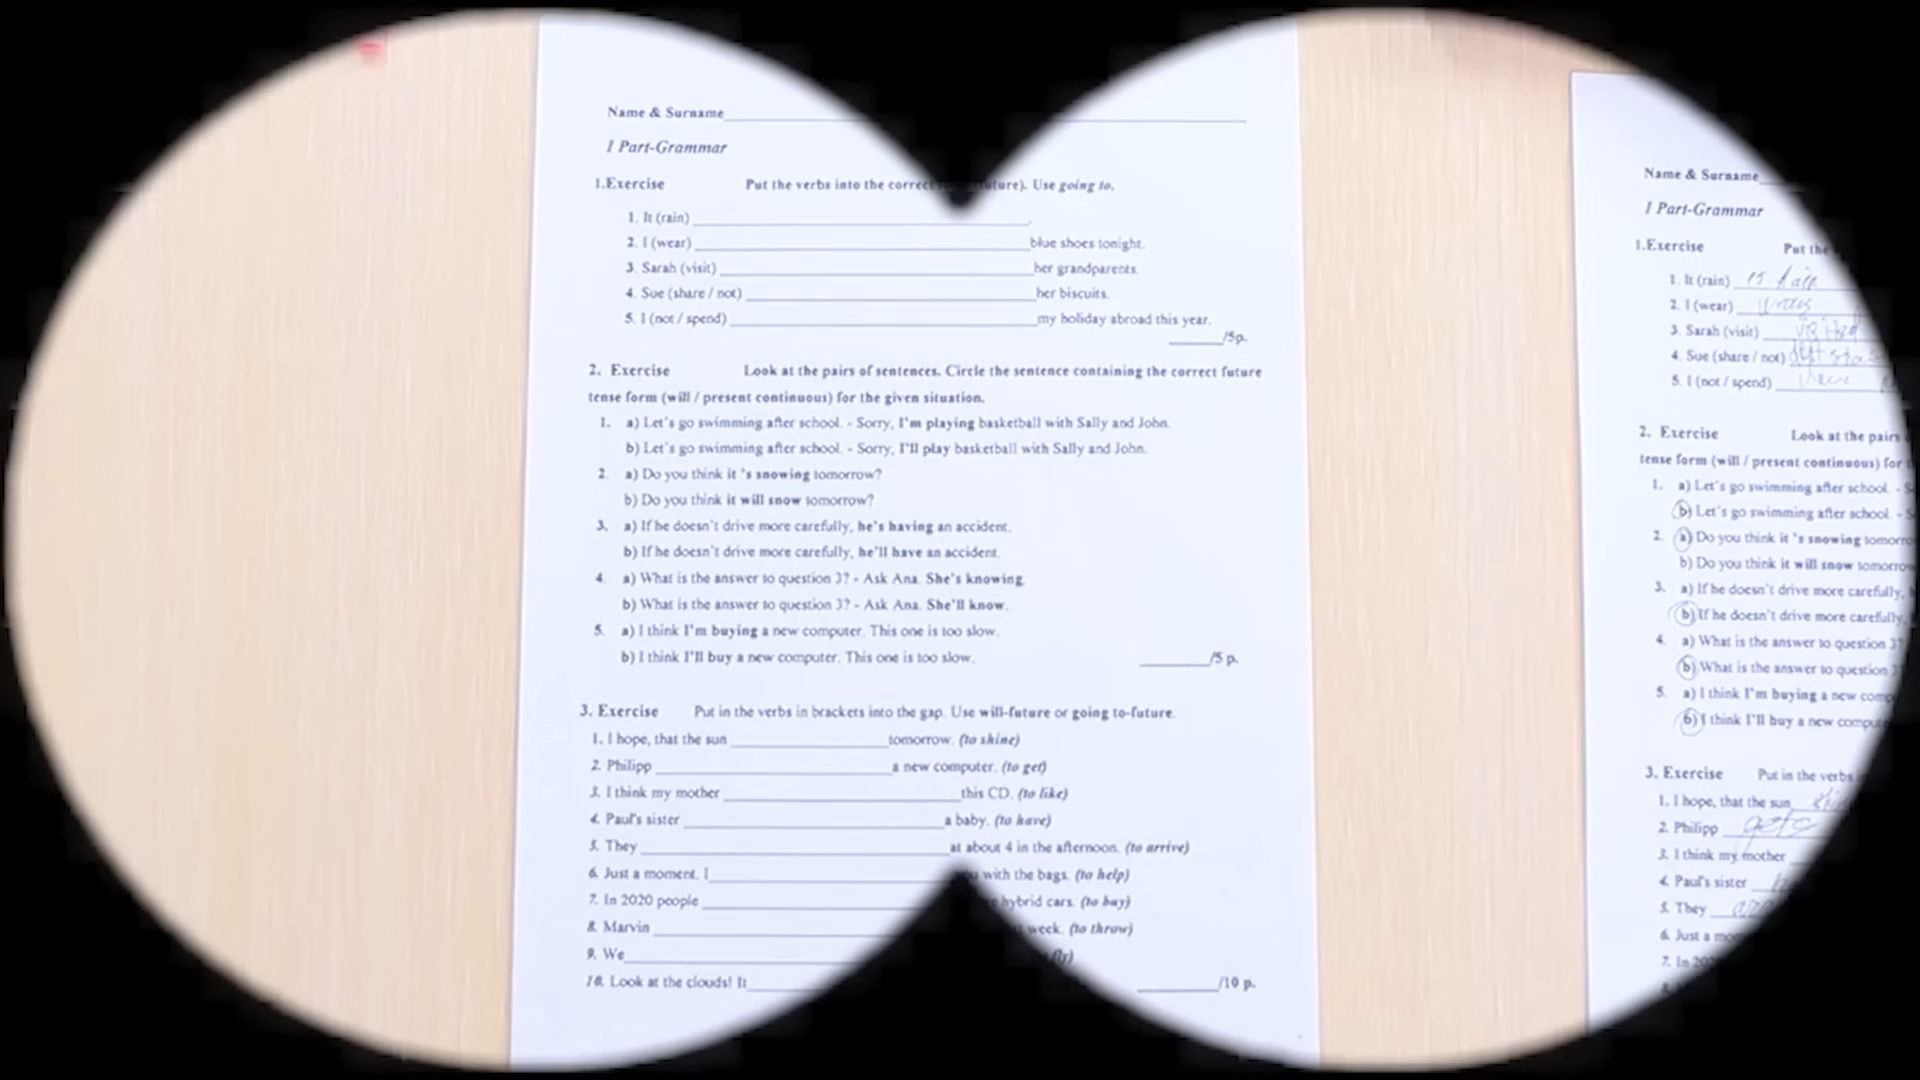 Name & Surname
I Part-Grammar
1.Exercise Put the verbs into the correct future). Use going to.
1. It (rain) .
2. I (wear) blue shoes tonight.
3. Sarah (visit) her grandparents.
4. Sue (share / not) her biscuits.
5. I (not / spend) my holiday abroad this year.
/5p.
2. Exercise Look at the pairs of sentences. Circle the sentence containing the correct future
tense form (will / present continuous) for the given situation.
1. a) Let's go swimming after school. - Sorry, I'm playing basketball with Sally and John.
b) Let's go swimming after school. - Sorry, I'll play basketball with Sally and John.
2. a) Do you think it 's snowing tomorrow?
b) Do you think it will snow tomorrow?
3. a) If he doesn't drive more carefully, he's having an accident.
b) If he doesn't drive more carefully, he'll have an accident.
4. a) What is the answer to question 3? - Ask Ana. She's knowing.
b) What is the answer to question 3? - Ask Ana. She'll know.
5. a) I think I'm buying a new computer. This one is too slow.
b) I think I'll buy a new computer. This one is too slow. /5 p.
3. Exercise Put in the verbs in brackets into the gap. Use will-future or going to-future.
1. I hope, that the sun tomorrow. (to shine)
2. Philipp a new computer. (to get)
3. I think my mother this CD. (to like)
4. Paul's sister a baby. (to have)
5. They at about 4 in the afternoon. (to arrive)
6. Just a moment. I with the bags. (to help)
7. In 2020 people hybrid cars. (to buy)
8. Marvin week. (to throw)
9. We fly)
10. Look at the clouds! It /10 p.
Name & Surname
I Part-Grammar
1.Exercise Put the
1. It (rain)
2. I (wear)
3. Sarah (visit)
4. Sue (share / not)
5. I (not / spend)
2. Exercise Look at the pairs
tense form (will / present continuous) for
1. a) Let's go swimming after school. -
b) Let's go swimming after school. -
2. a) Do you think it 's snowing
b) Do you think it will snow
3. a) If he doesn't drive more carefully,
b) If he doesn't drive more carefully,
4. a) What is the answer to question
b) What is the answer to question
5. a) I think I'm buying a new
b) I think I'll buy a new
3. Exercise Put in the verbs
1. I hope, that the sun
2. Philipp gets
3. I think my mother
4. Paul's sister
5. They
6. Just a
7. In